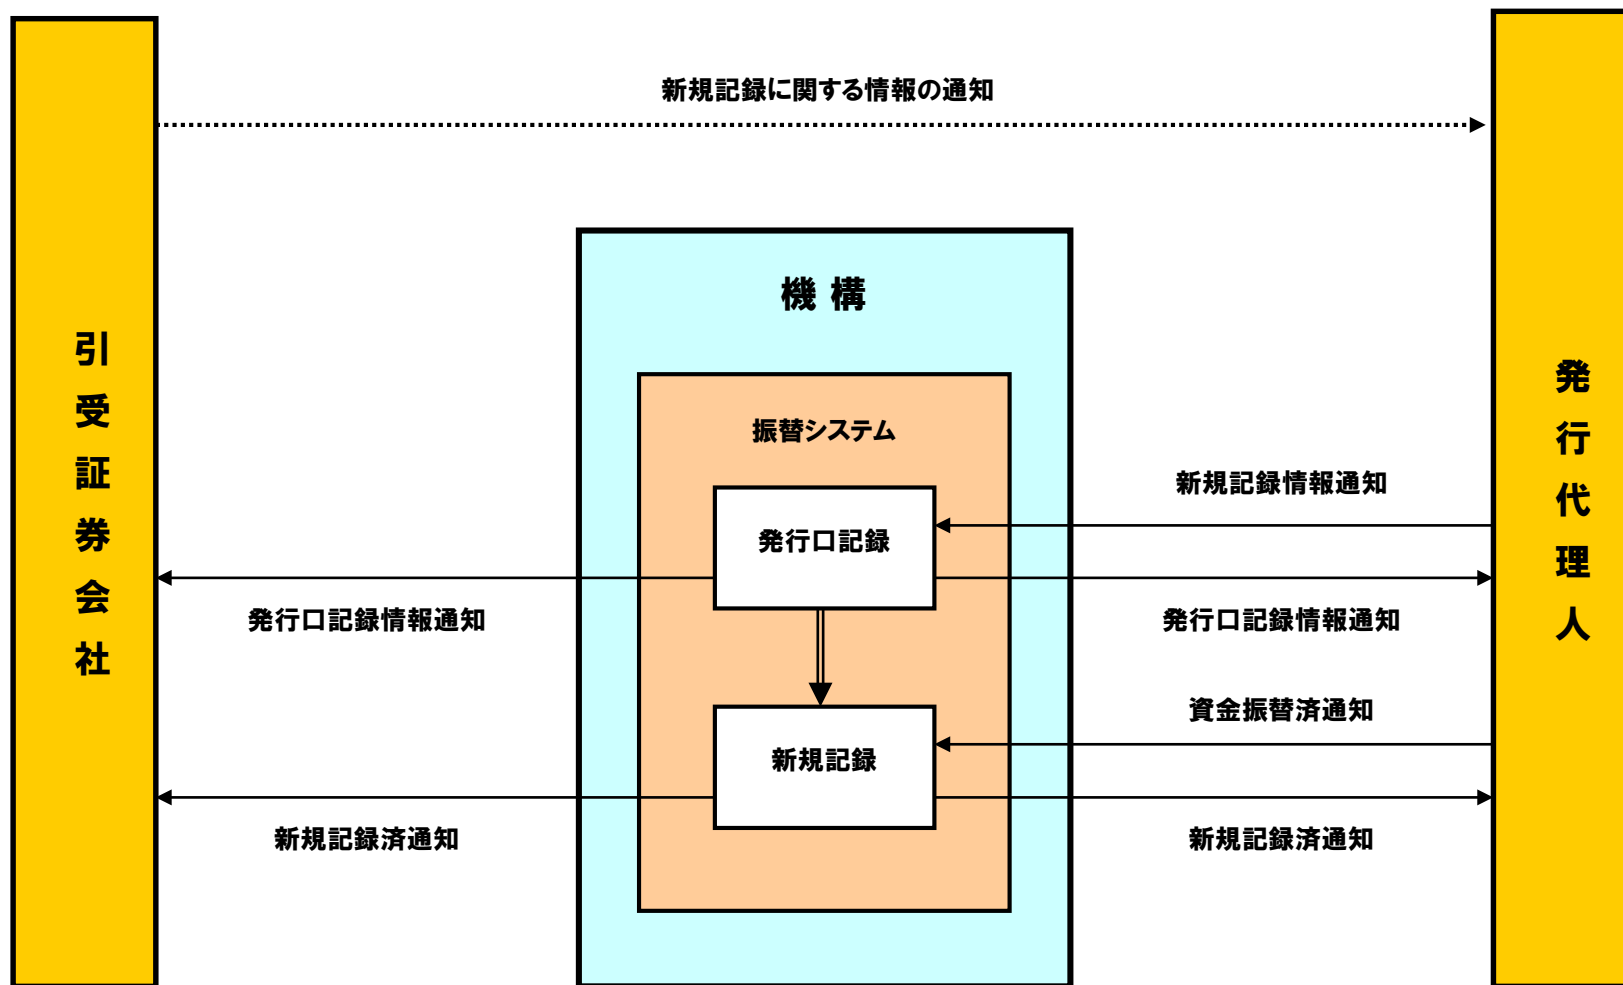 新規記録に関する情報の通知
機構
引受証券会社
発行代理人
振替システム
新規記録情報通知
発行口記録
発行口記録情報通知
発行口記録情報通知
資金振替済通知
新規記録
新規記録済通知
新規記録済通知